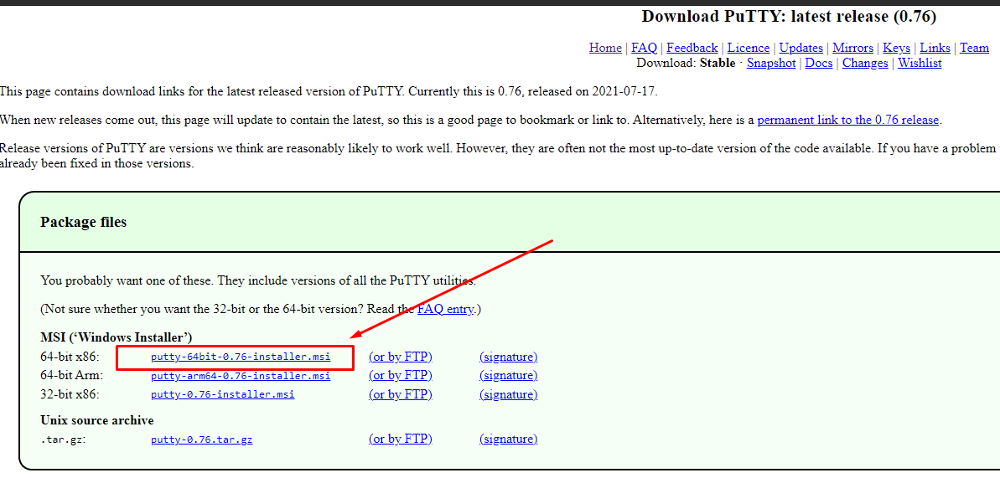 Download PuTTY: latest release (0.76)
Home | FAQ | Feedback | Licence | Updates | Mirrors | Keys | Links | Team
Download: Stable · Snapshot | Docs | Changes | Wishlist
This page contains download links for the latest released version of PuTTY. Currently this is 0.76, released on 2021-07-17.
When new releases come out, this page will update to contain the latest, so this is a good page to bookmark or link to. Alternatively, here is a permanent link to the 0.76 release.
Release versions of PuTTY are versions we think are reasonably likely to work well. However, they are often not the most up-to-date version of the code available. If you have a problem
already been fixed in those versions.
Package files
You probably want one of these. They include versions of all the PuTTY utilities.
(Not sure whether you want the 32-bit or the 64-bit version? Read the FAQ entry.)
MSI (‘Windows Installer’)
64-bit x86: putty-64bit-0.76-installer.msi (or by FTP) (signature)
64-bit Arm: putty-arm64-0.76-installer.msi (or by FTP) (signature)
32-bit x86: putty-0.76-installer.msi (or by FTP) (signature)
Unix source archive
.tar.gz: putty-0.76.tar.gz (or by FTP) (signature)